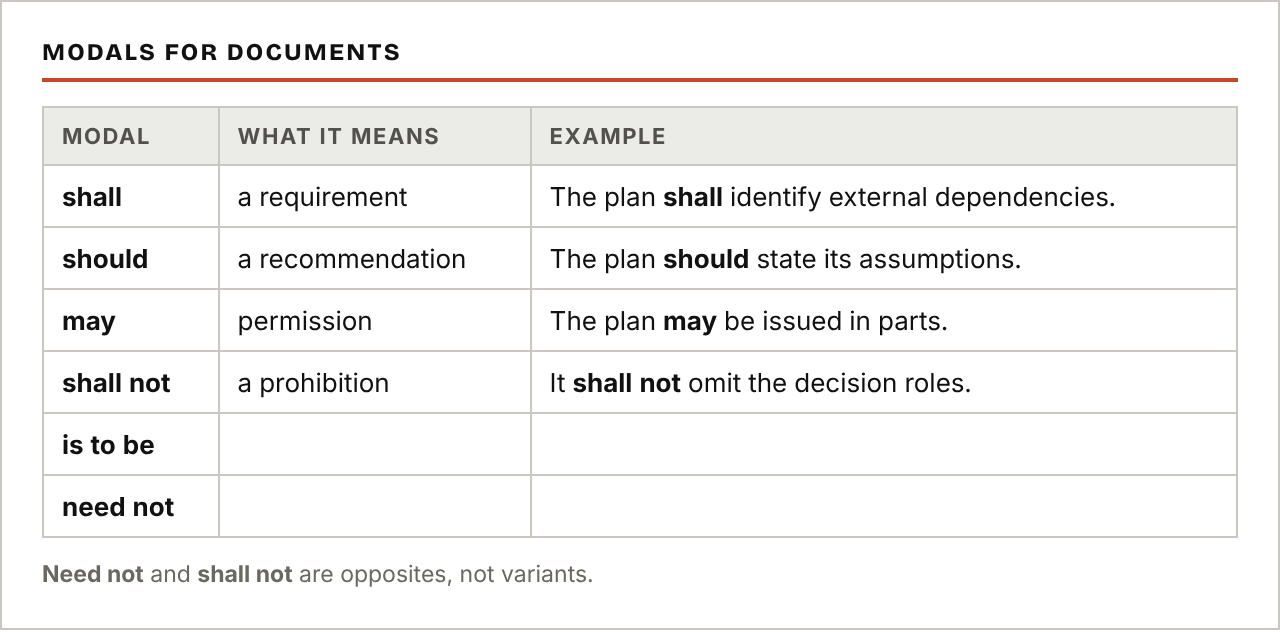 MODALS FOR DOCUMENTS
MODAL WHAT IT MEANS EXAMPLE
shall a requirement The plan shall identify external dependencies.
should a recommendation The plan should state its assumptions.
may permission The plan may be issued in parts.
shall not a prohibition It shall not omit the decision roles.
is to be
need not
Need not and shall not are opposites, not variants.